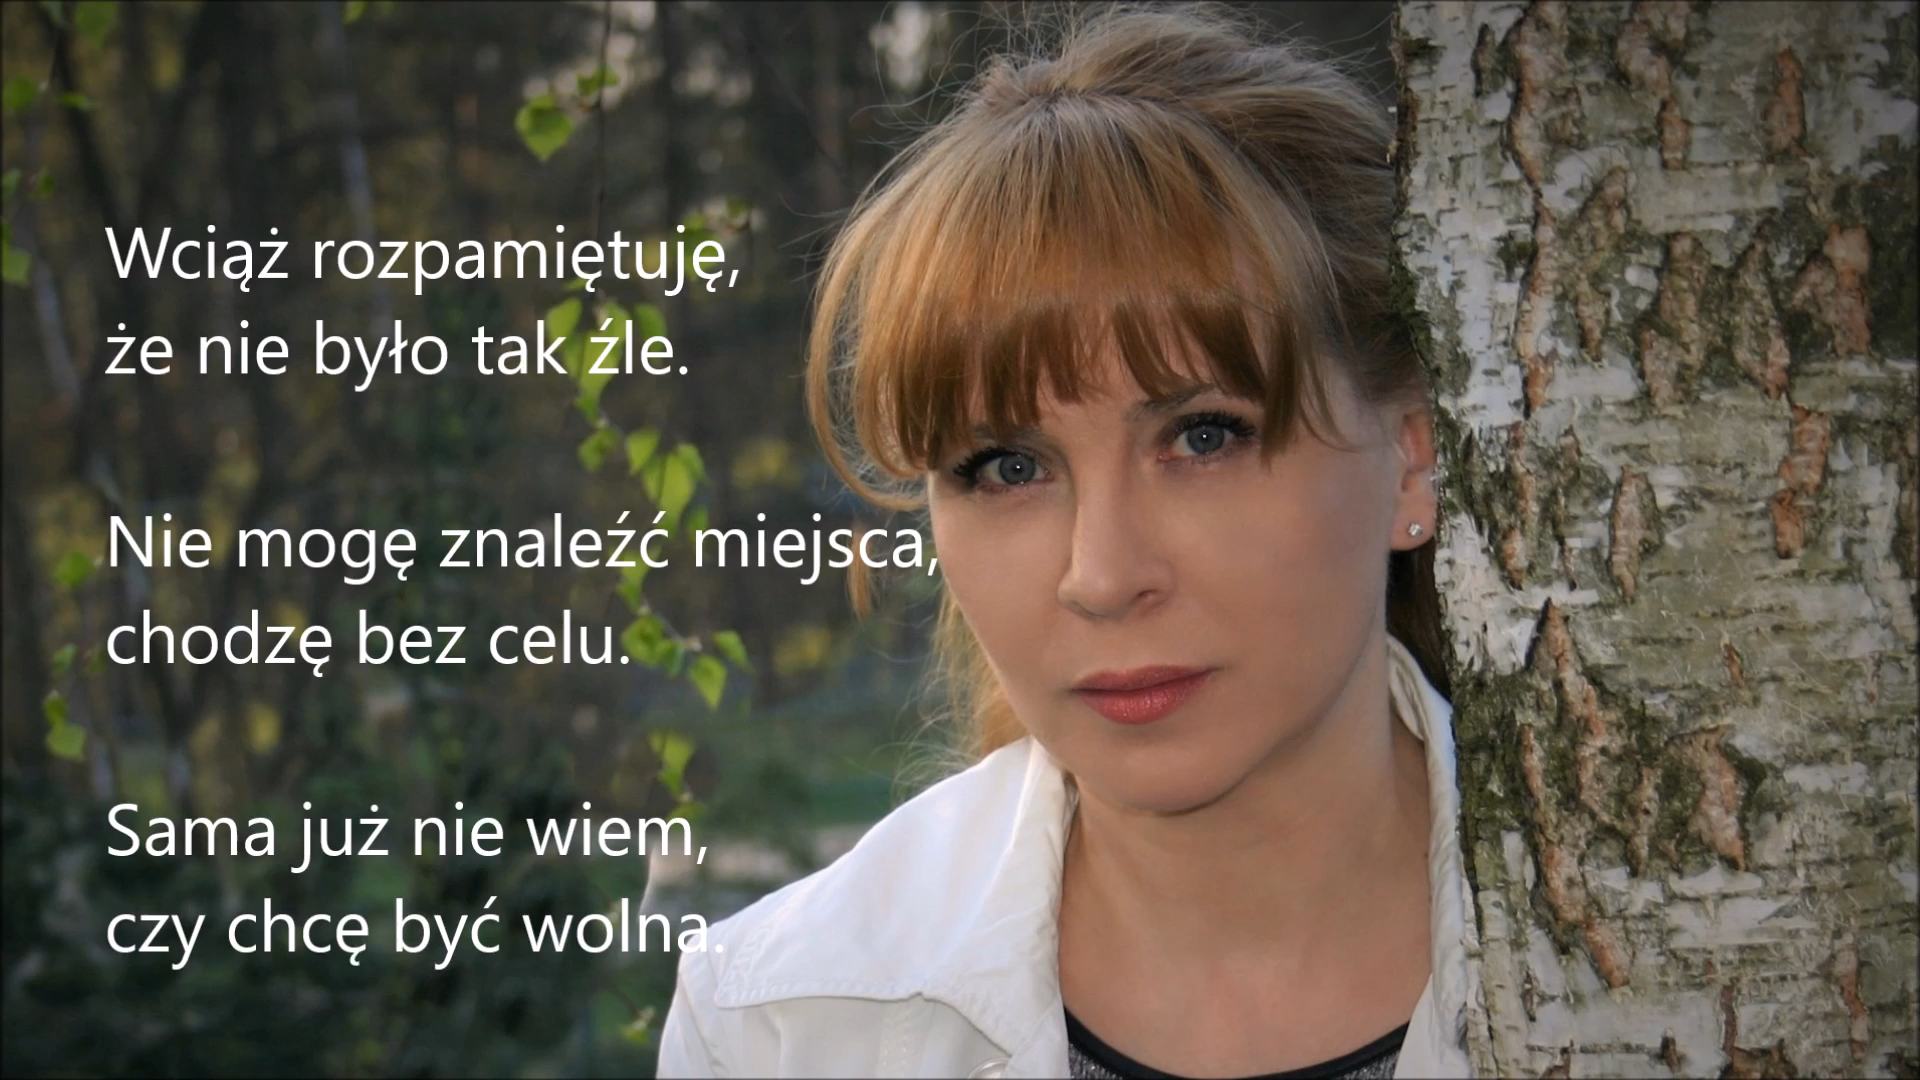 Wciąż rozpamiętuję,
że nie było tak źle.
Nie mogę znaleźć miejsca,
chodzę bez celu.
Sama już nie wiem,
czy chcę być wolna.